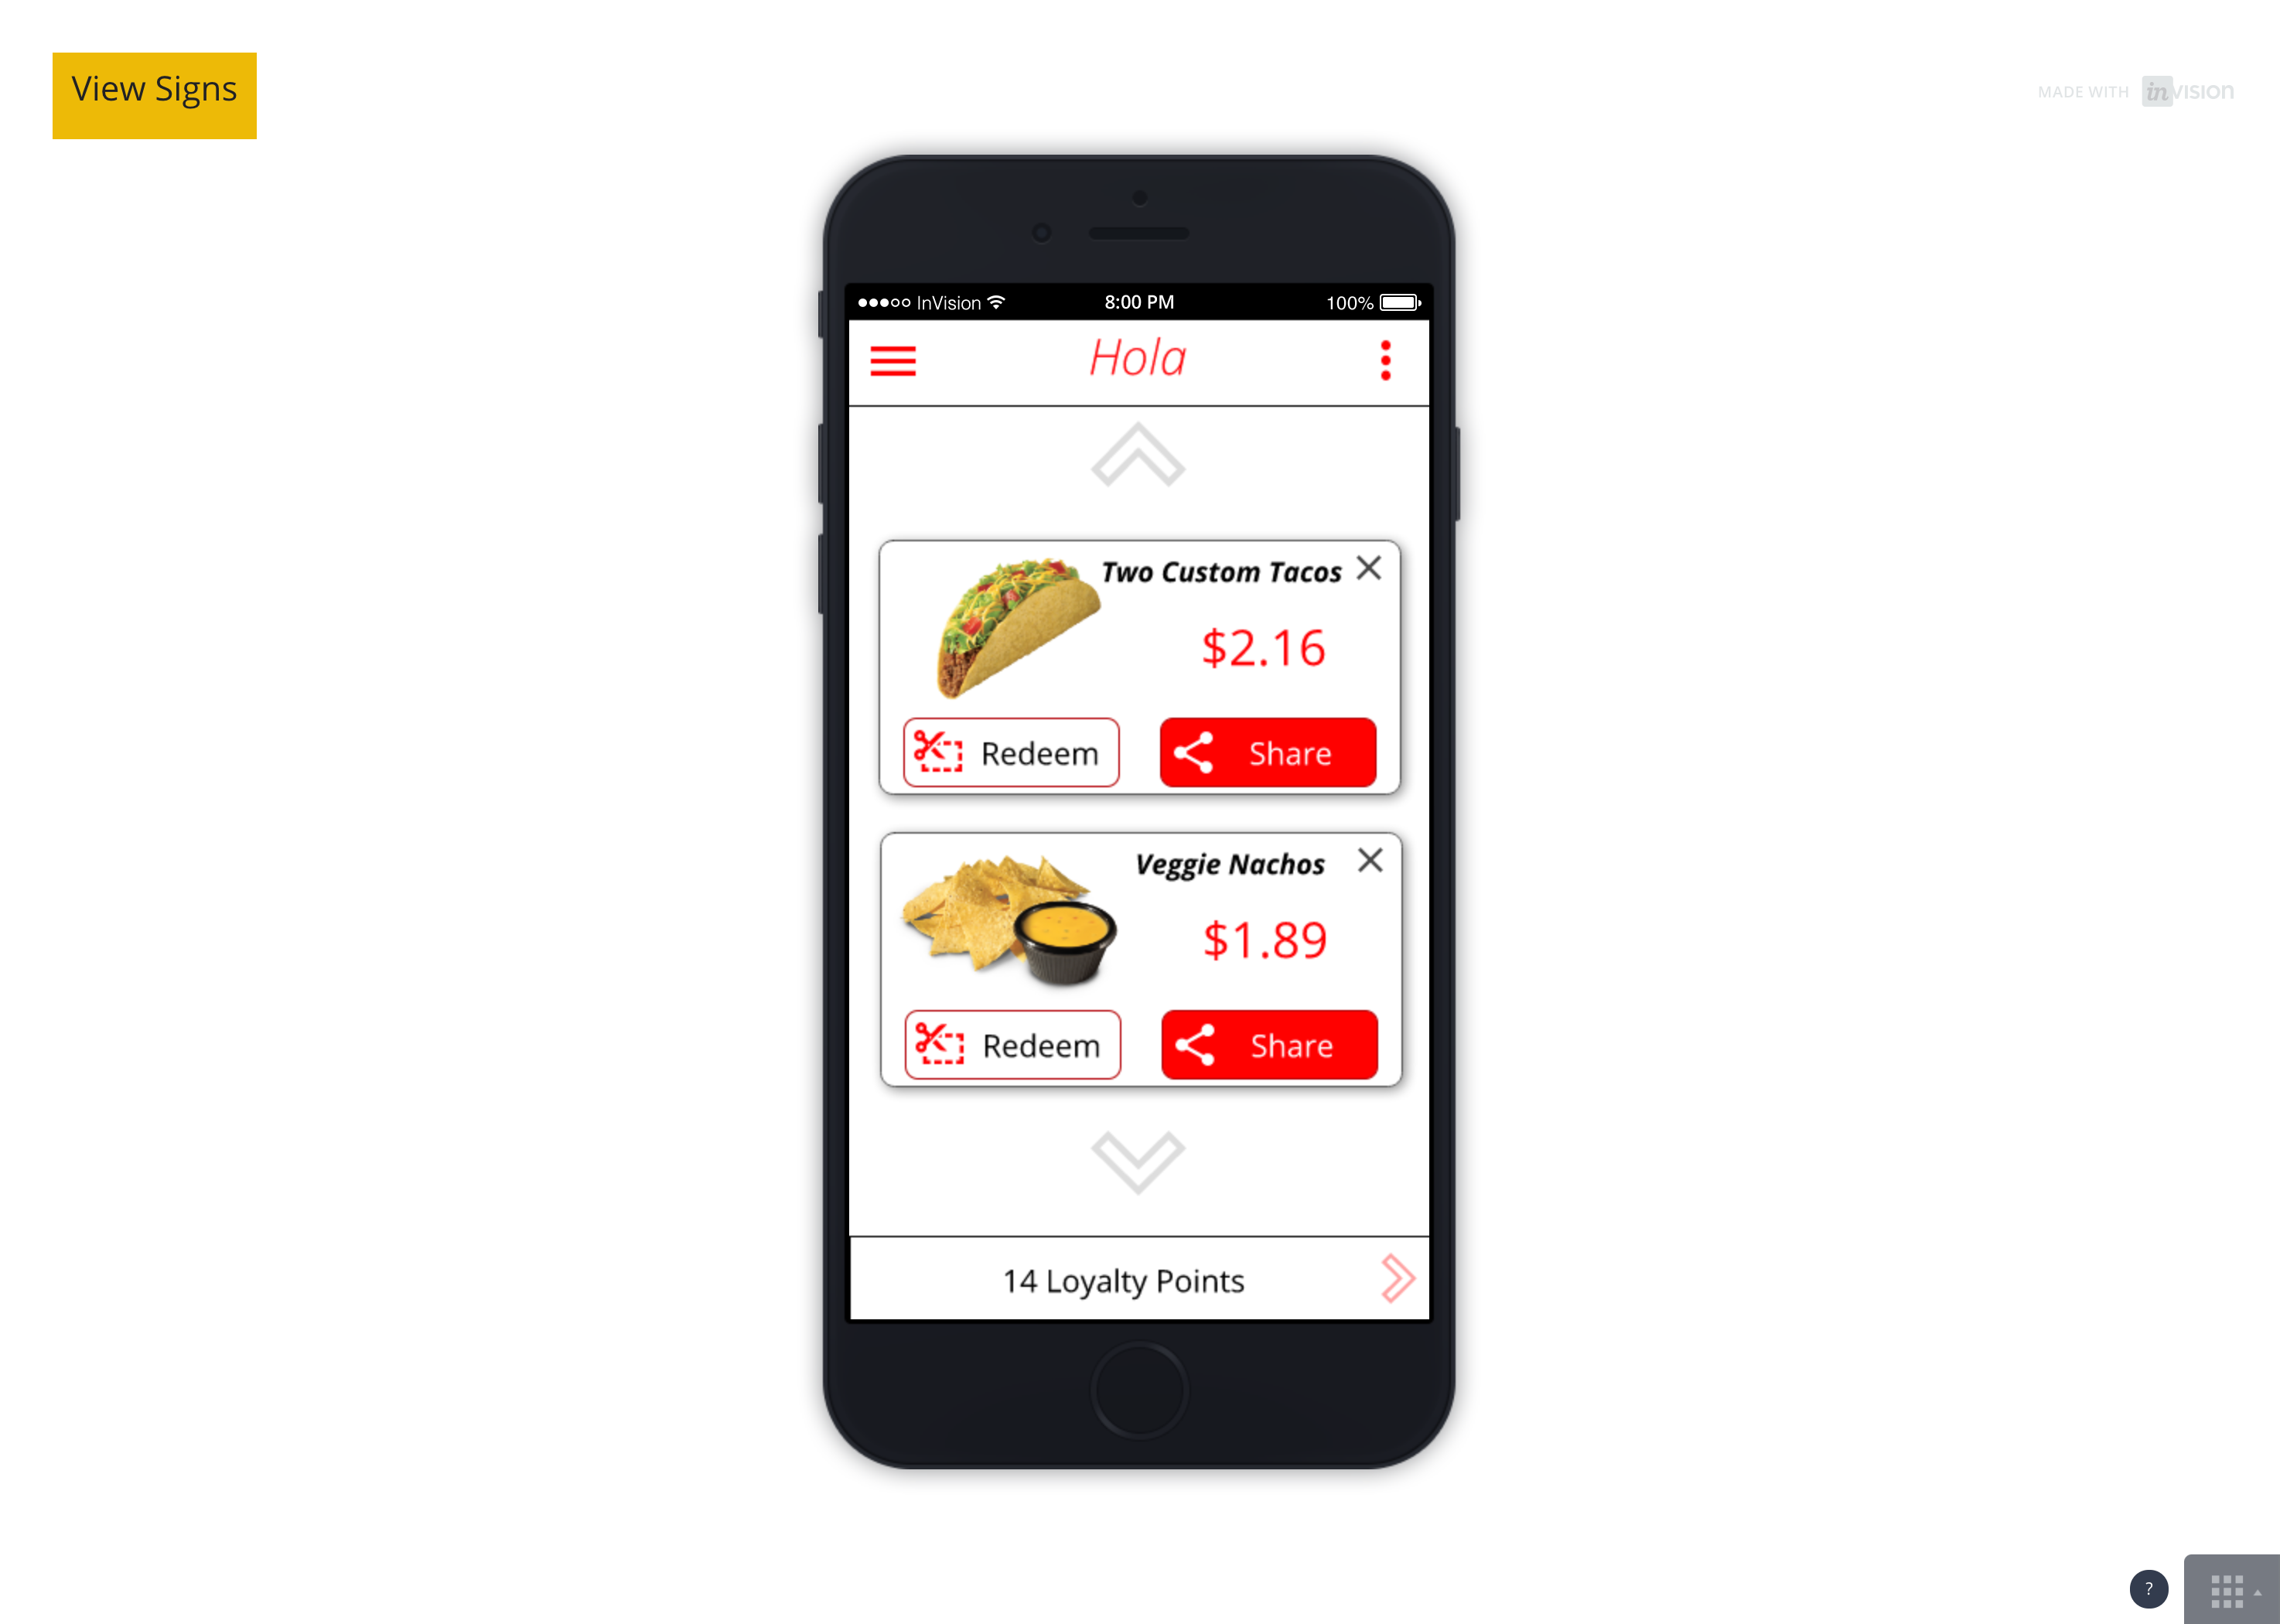 View Signs
MADE WITH inVISION
InVision 8:00 PM 100%
Hola
Two Custom Tacos
$2.16
Redeem Share
Veggie Nachos
$1.89
Redeem Share
14 Loyalty Points
?